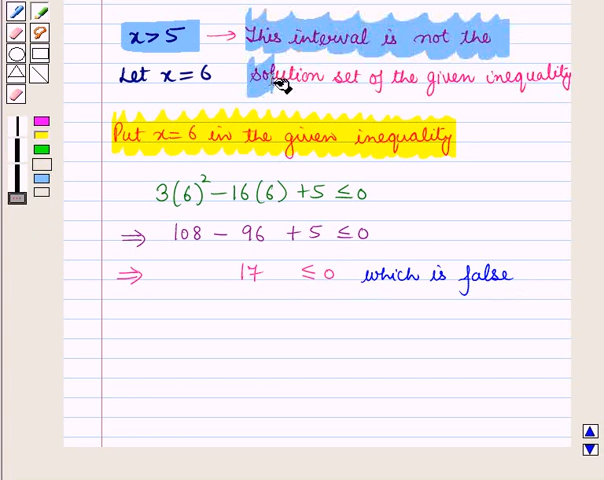 x > 5 → This interval is not the
Let x = 6 solution set of the given inequality
Put x = 6 in the given inequality
3(6)² - 16(6) + 5 ≤ 0
⇒ 108 - 96 + 5 ≤ 0
⇒ 17 ≤ 0 which is false